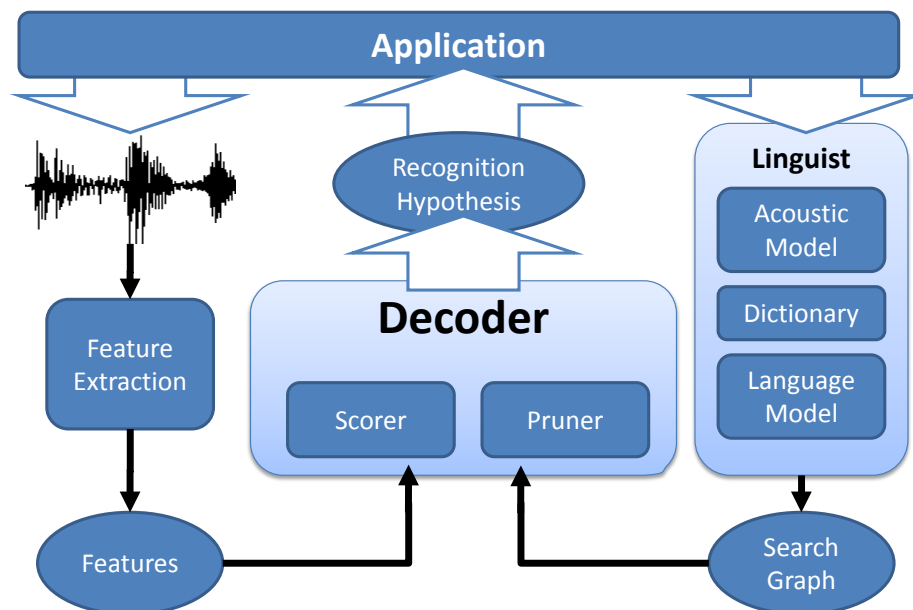 Application
Recognition
Hypothesis
Linguist
Acoustic
Model
Dictionary
Language
Model
Decoder
Scorer
Pruner
Feature
Extraction
Features
Search
Graph